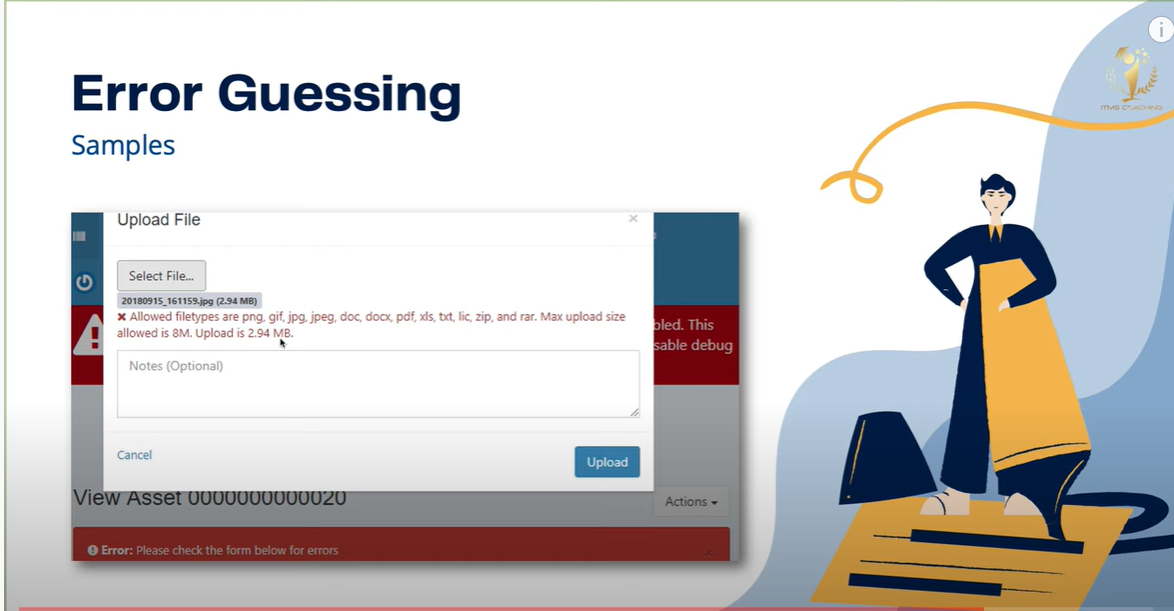 Error Guessing
Samples
ITMS COACHING
Upload File
×
Select File...
20180915_161159.jpg (2.94 MB)
✖ Allowed filetypes are png, gif, jpg, jpeg, doc, docx, pdf, xls, txt, lic, zip, and rar. Max upload size
allowed is 8M. Upload is 2.94 MB.
bled. This
sable debug
Notes (Optional)
Cancel
Upload
View Asset 0000000000020
Actions
Error: Please check the form below for errors
×